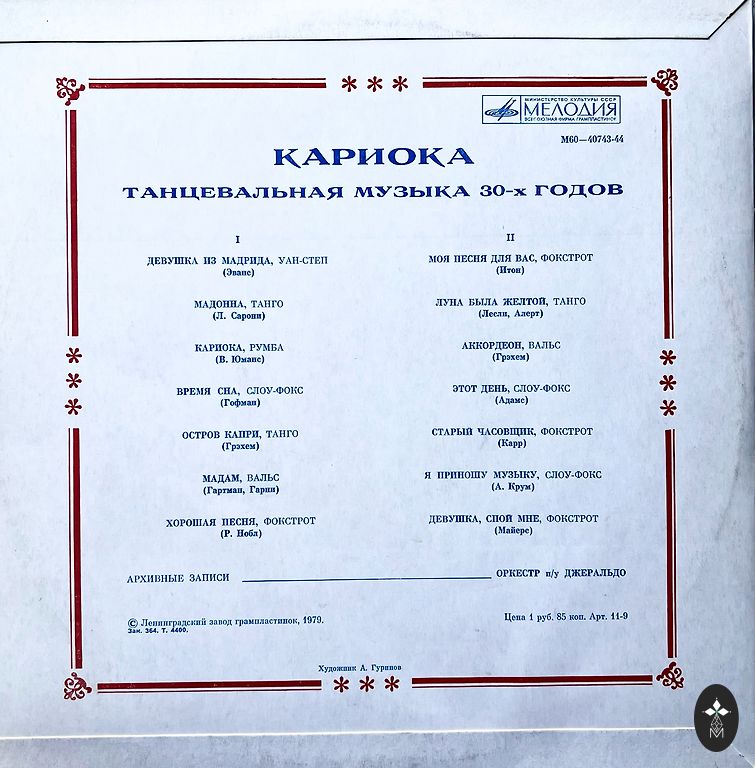 МИНИСТЕРСТВО КУЛЬТУРЫ СССР
МЕЛОДИЯ
ВСЕСОЮЗНАЯ ФИРМА ГРАМПЛАСТИНОК
М60—40743-44
КАРИОКА
ТАНЦЕВАЛЬНАЯ МУЗЫКА 30-х ГОДОВ
I
ДЕВУШКА ИЗ МАДРИДА, УАН-СТЕП
(Эванс)
МАДОННА, ТАНГО
(Л. Сарони)
КАРИОКА, РУМБА
(В. Юманс)
ВРЕМЯ СНА, СЛОУ-ФОКС
(Гофман)
ОСТРОВ КАПРИ, ТАНГО
(Грэхем)
МАДАМ, ВАЛЬС
(Гартман, Гарпи)
ХОРОШАЯ ПЕСНЯ, ФОКСТРОТ
(Р. Нобл)
II
МОЯ ПЕСНЯ ДЛЯ ВАС, ФОКСТРОТ
(Итон)
ЛУНА БЫЛА ЖЕЛТОЙ, ТАНГО
(Лесли, Алерт)
АККОРДЕОН, ВАЛЬС
(Грэхем)
ЭТОТ ДЕНЬ, СЛОУ-ФОКС
(Адамс)
СТАРЫЙ ЧАСОВЩИК, ФОКСТРОТ
(Карр)
Я ПРИНОШУ МУЗЫКУ, СЛОУ-ФОКС
(А. Крум)
ДЕВУШКА, СПОЙ МНЕ, ФОКСТРОТ
(Майерс)
АРХИВНЫЕ ЗАПИСИ ОРКЕСТР п/у ДЖЕРАЛЬДО
© Ленинградский завод грампластинок, 1979.
Зак. 364. Т. 4400.
Цена 1 руб. 85 коп. Арт. 11-9
Художник А. Гуринов
М